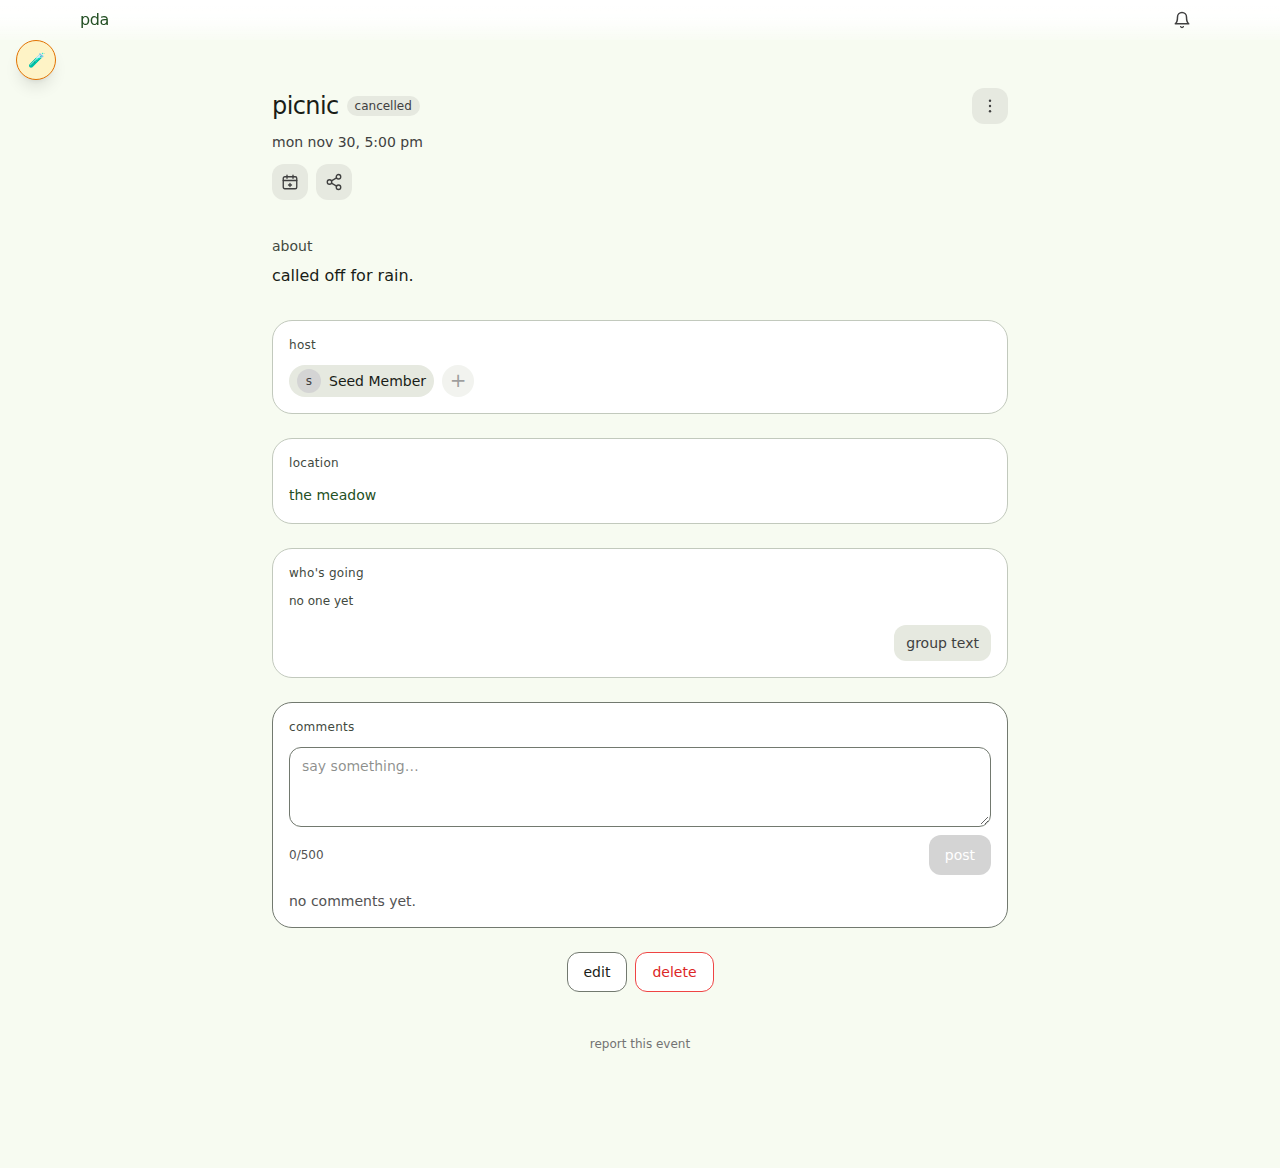 pda
picnic cancelled
mon nov 30, 5:00 pm
about
called off for rain.
host
s Seed Member
location
the meadow
who's going
no one yet
group text
comments
say something...
0/500 post
no comments yet.
edit delete
report this event